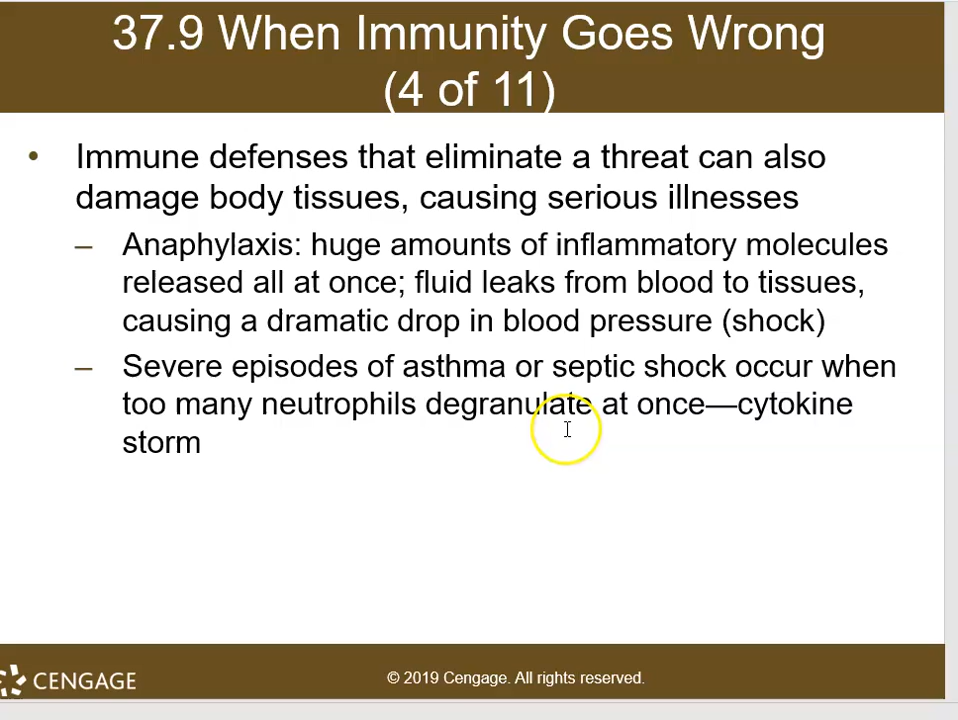 37.9 When Immunity Goes Wrong
(4 of 11)
• Immune defenses that eliminate a threat can also
damage body tissues, causing serious illnesses
– Anaphylaxis: huge amounts of inflammatory molecules
released all at once; fluid leaks from blood to tissues,
causing a dramatic drop in blood pressure (shock)
– Severe episodes of asthma or septic shock occur when
too many neutrophils degranulate at once—cytokine
storm
CENGAGE
© 2019 Cengage. All rights reserved.